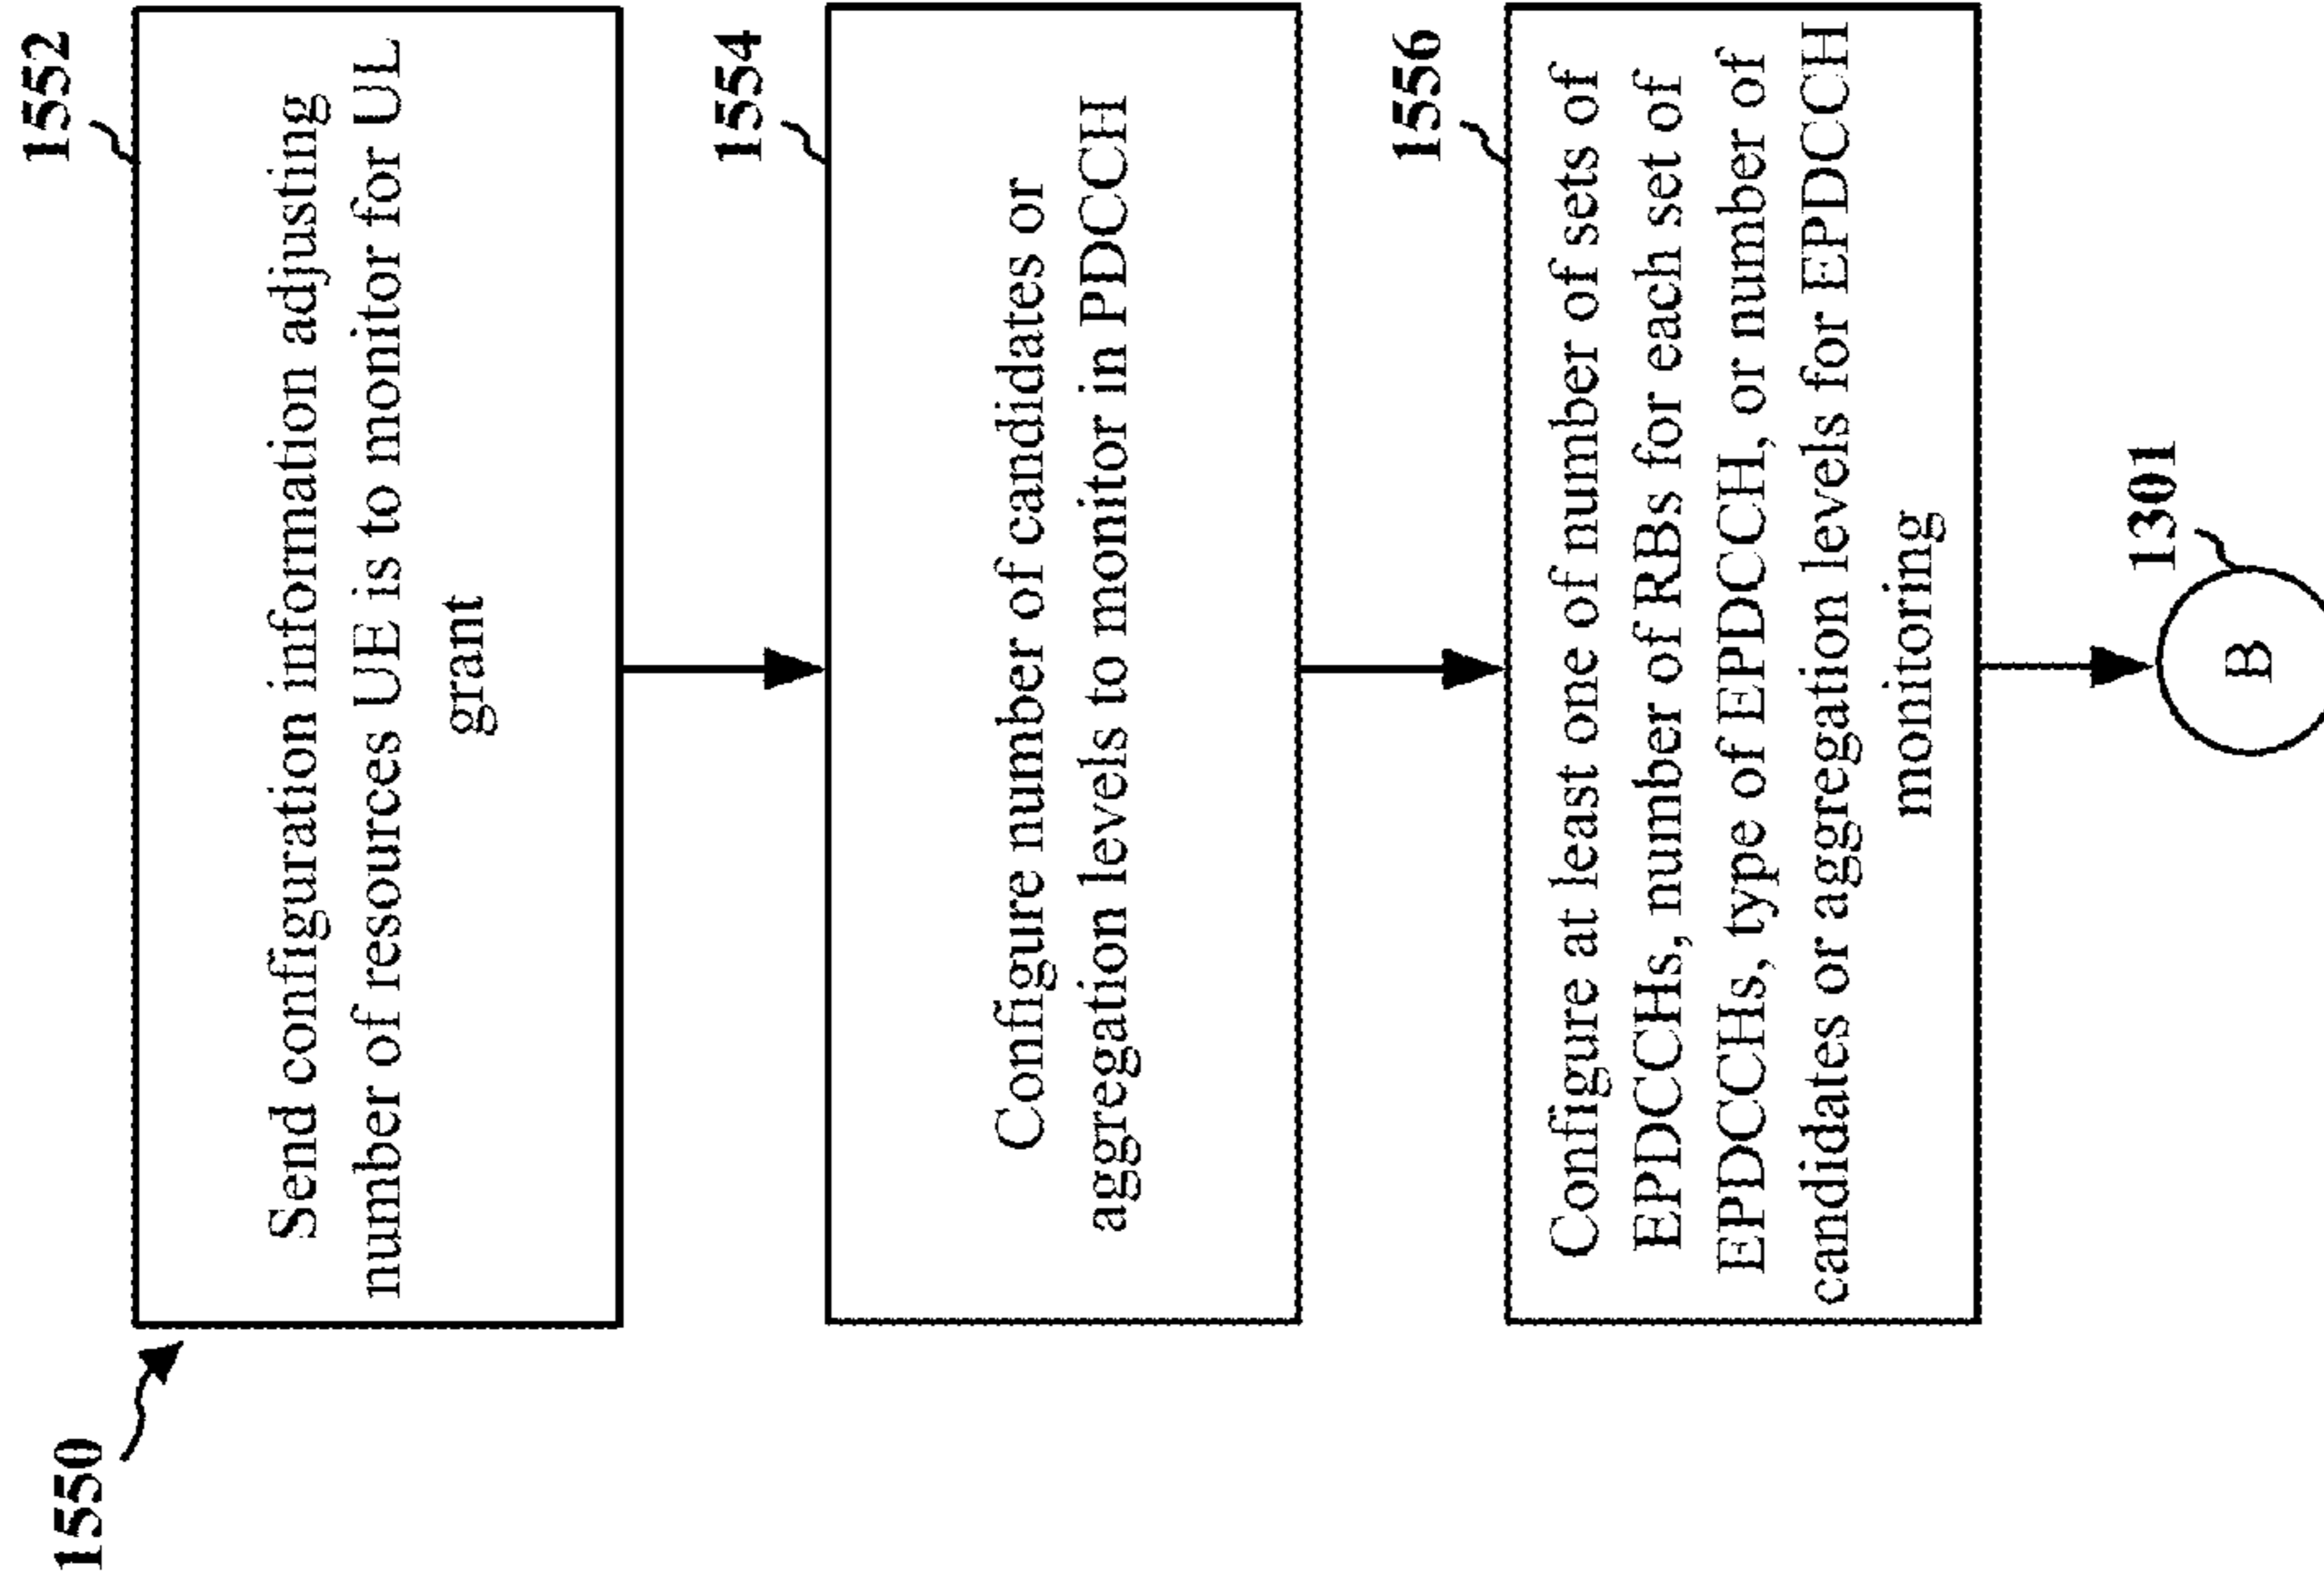 1550
1552
Send configuration information adjusting
number of resources UE is to monitor for UL
grant
1554
Configure number of candidates or
aggregation levels to monitor in PDCCH
1556
Configure at least one of number of sets of
EPDCCHs, number of RBs for each set of
EPDCCHs, type of EPDCCH, or number of
candidates or aggregation levels for EPDCCH
monitoring
1301
B